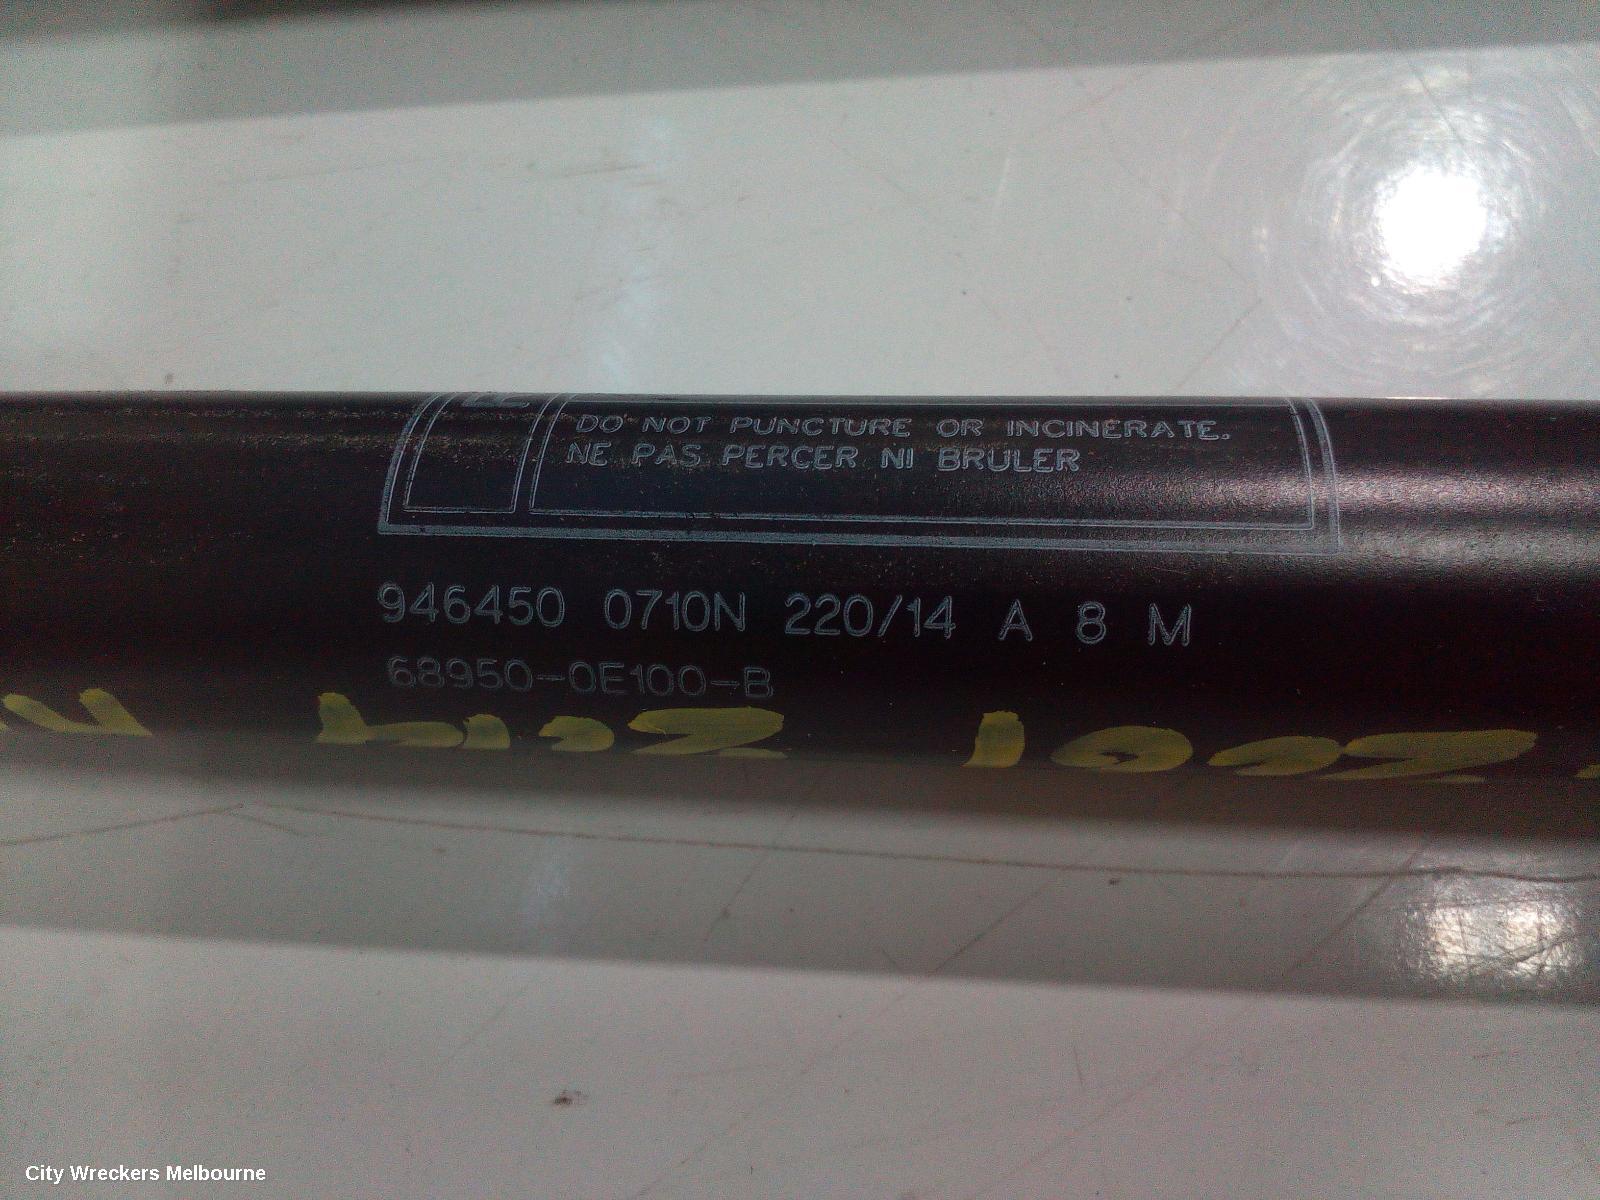 DO NOT PUNCTURE OR INCINERATE.
NE PAS PERCER NI BRULER
946450 0710N 220/14 A 8 M
68950-0E100-B
City Wreckers Melbourne